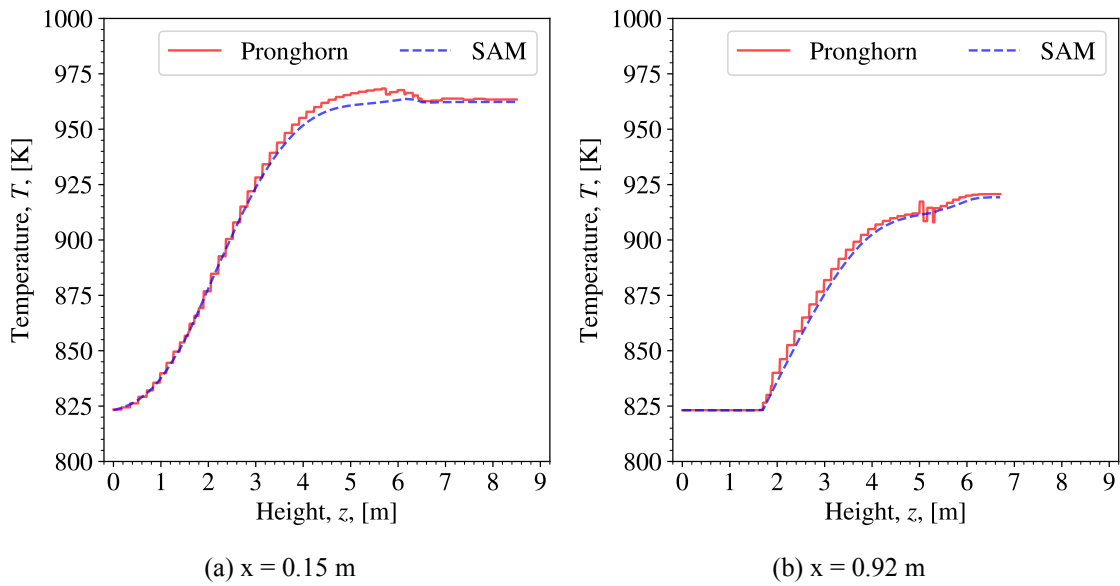 1000
975
950
925
900
875
850
825
800
Temperature, T, [K]
Pronghorn SAM
0 1 2 3 4 5 6 7 8 9
Height, z, [m]
(a) x = 0.15 m
1000
975
950
925
900
875
850
825
800
Temperature, T, [K]
Pronghorn SAM
0 1 2 3 4 5 6 7 8 9
Height, z, [m]
(b) x = 0.92 m